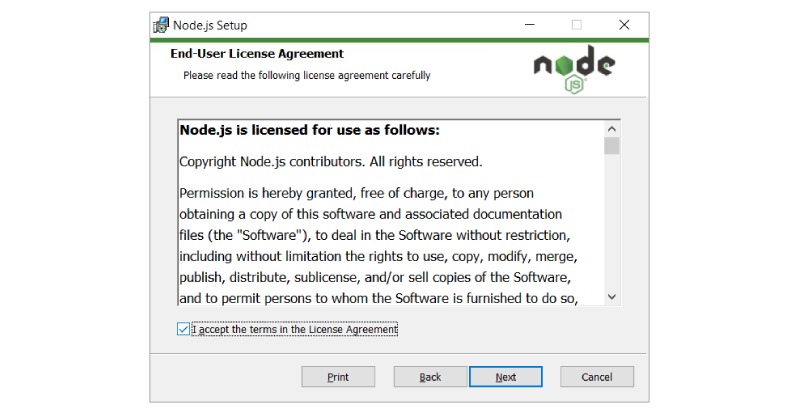 Node.js Setup
End-User License Agreement
Please read the following license agreement carefully
node
JS
Node.js is licensed for use as follows:
Copyright Node.js contributors. All rights reserved.
Permission is hereby granted, free of charge, to any person
obtaining a copy of this software and associated documentation
files (the "Software"), to deal in the Software without restriction,
including without limitation the rights to use, copy, modify, merge,
publish, distribute, sublicense, and/or sell copies of the Software,
and to permit persons to whom the Software is furnished to do so,
I accept the terms in the License Agreement
Print Back Next Cancel